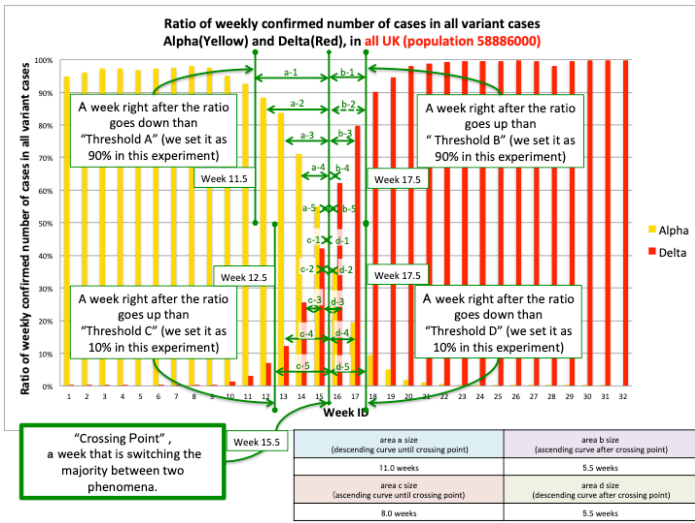 Ratio of weekly confirmed number of cases in all variant cases
Alpha(Yellow) and Delta(Red), in all UK (population 58886000)
Ratio of weekly confirmed number of cases in all variant cases
100%
90%
80%
70%
60%
50%
40%
30%
20%
10%
0%
A week right after the ratio
goes down than
“Threshold A” (we set it as
90% in this experiment)
Week 11.5
a-1
b-1
a-2
b-2
a-3
b-3
a-4
b-4
a-5
b-5
c-1
d-1
c-2
d-2
c-3
d-3
c-4
d-4
c-5
d-5
A week right after the ratio
goes up than
“ Threshold B” (we set it as
90% in this experiment)
Week 17.5
Alpha
Delta
Week 12.5
A week right after the ratio
goes up than
“Threshold C” (we set it as
10% in this experiment)
Week 17.5
A week right after the ratio
goes down than
“Threshold D” (we set it as
10% in this experiment)
1 2 3 4 5 6 7 8 9 10 11 12 13 14 15 16 17 18 19 20 21 22 23 24 25 26 27 28 29 30 31 32
Week ID
“Crossing Point” ,
a week that is switching the
majority between two
phenomena.
Week 15.5
area a size
(descending curve until crossing point)
area b size
(ascending curve after crossing point)
11.0 weeks
5.5 weeks
area c size
(ascending curve until crossing point)
area d size
(descending curve after crossing point)
8.0 weeks
5.5 weeks